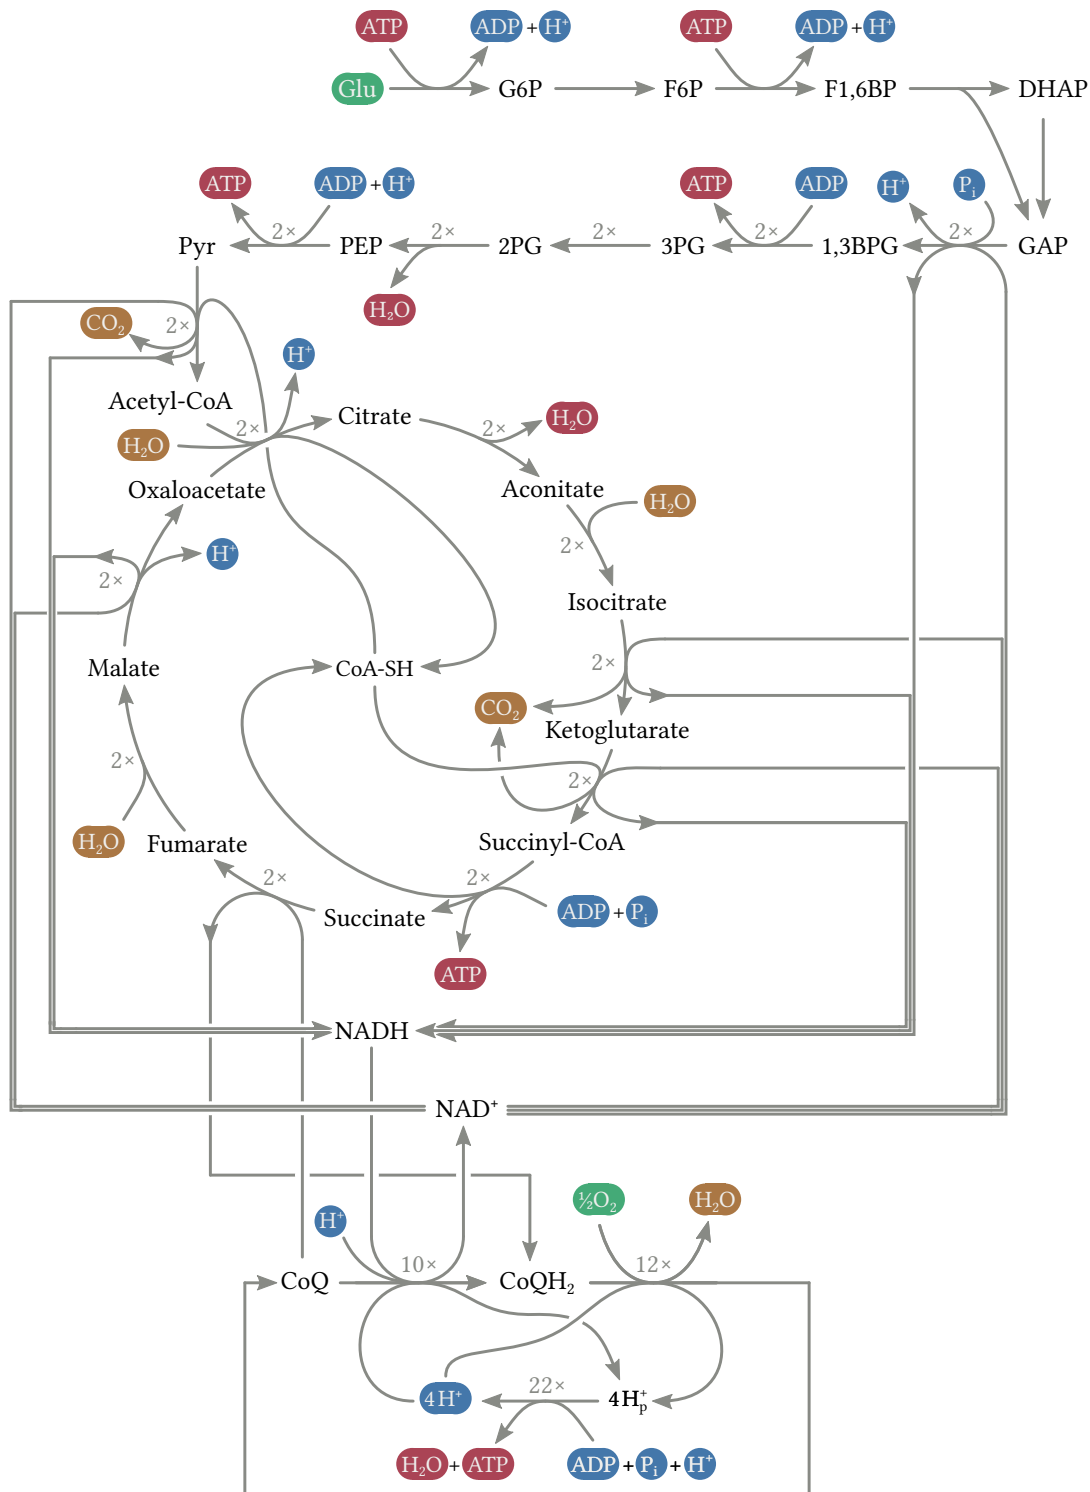 ATP ADP + H⁺ ATP ADP + H⁺
Glu G6P F6P F1,6BP DHAP
ATP ADP + H⁺ ATP ADP H⁺ Pᵢ
2× 2× 2× 2× 2×
Pyr PEP 2PG 3PG 1,3BPG GAP
H₂O
CO₂ 2×
H⁺
Acetyl-CoA Citrate
2× 2× H₂O
H₂O
Oxaloacetate Aconitate H₂O
2×
H⁺
2×
Isocitrate
Malate CoA-SH 2×
CO₂
Ketoglutarate
2× 2×
H₂O Fumarate Succinyl-CoA
2× 2×
Succinate ADP + Pᵢ
ATP
NADH
NAD⁺
½O₂ H₂O
H⁺
10× 12×
CoQ CoQH₂
22×
4H⁺ 4Hₚ⁺
H₂O + ATP ADP + Pᵢ + H⁺